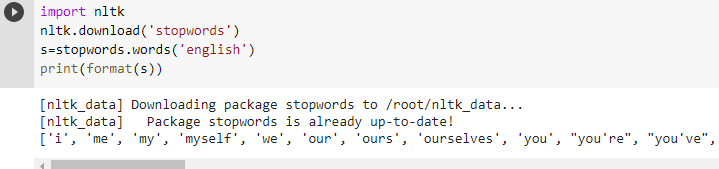 import nltk
nltk.download('stopwords')
s=stopwords.words('english')
print(format(s))
[nltk_data] Downloading package stopwords to /root/nltk_data...
[nltk_data]   Package stopwords is already up-to-date!
['i', 'me', 'my', 'myself', 'we', 'our', 'ours', 'ourselves', 'you', "you're", "you've",